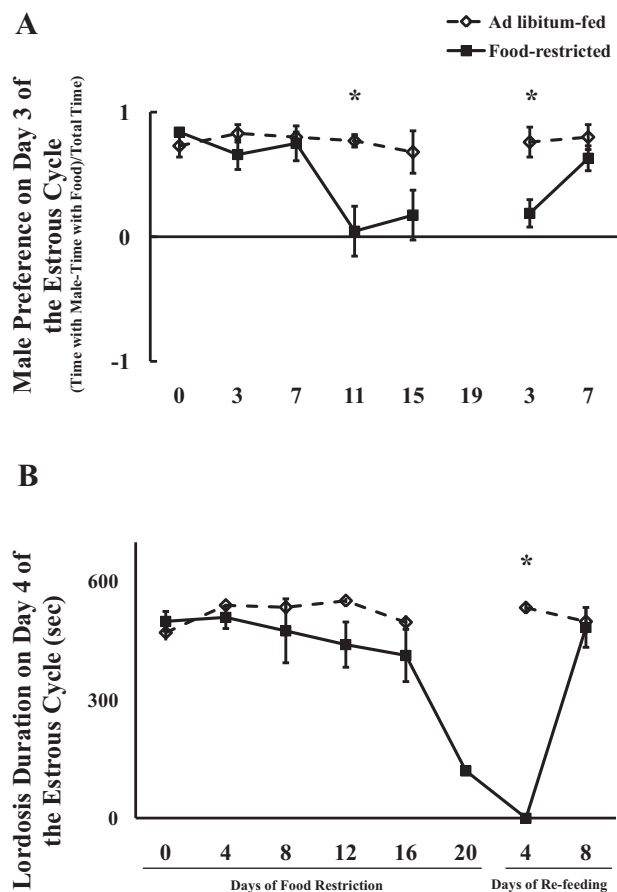 A
Ad libitum-fed
Food-restricted
Male Preference on Day 3 of
the Estrous Cycle
(Time with Male-Time with Food)/Total Time)
* *
1
0
-1
0 3 7 11 15 19 3 7
B
Lordosis Duration on Day 4 of
the Estrous Cycle (sec)
*
600
300
0
0 4 8 12 16 20 4 8
Days of Food Restriction Days of Re-feeding